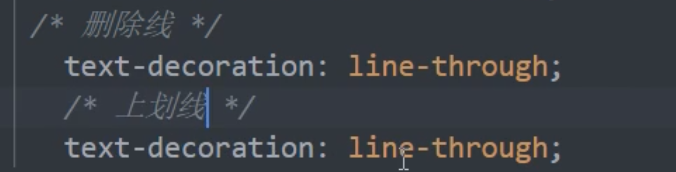 /* 删除线 */
text-decoration: line-through;
/* 上划线 */
text-decoration: line-through;